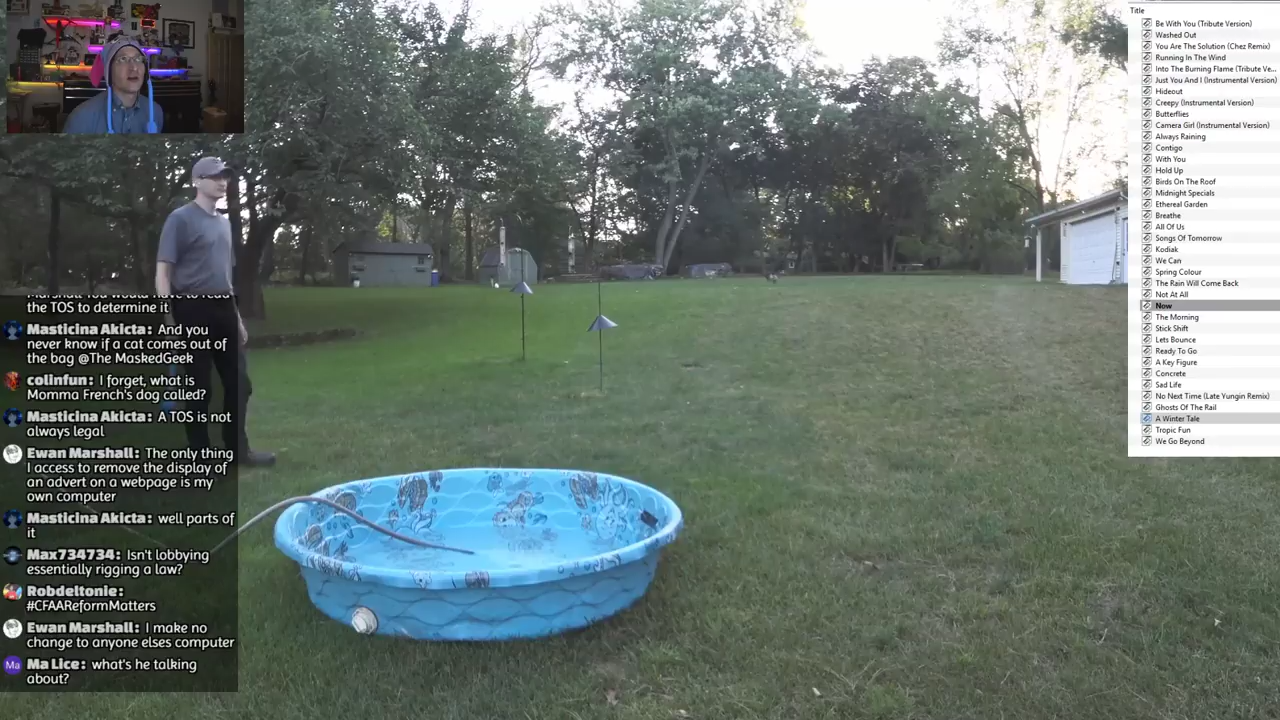 Marshall You would have to read
the TOS to determine it
Masticina Akicta: And you
never know if a cat comes out of
the bag @The MaskedGeek
colinfun: I forget, what is
Momma French's dog called?
Masticina Akicta: A TOS is not
always legal
Ewan Marshall: The only thing
I access to remove the display of
an advert on a webpage is my
own computer
Masticina Akicta: well parts of
it
Max734734: Isn't lobbying
essentially rigging a law?
Robdeltonie:
#CFAAReformMatters
Ewan Marshall: I make no
change to anyone elses computer
Ma Ma Lice: what's he talking
about?
Title
Be With You (Tribute Version)
Washed Out
You Are The Solution (Chez Remix)
Running In The Wind
Into The Burning Flame (Tribute Ve...
Just You And I (Instrumental Version)
Hideout
Creepy (Instrumental Version)
Butterflies
Camera Girl (Instrumental Version)
Always Raining
Contigo
With You
Hold Up
Birds On The Roof
Midnight Specials
Ethereal Garden
Breathe
All Of Us
Songs Of Tomorrow
Kodiak
We Can
Spring Colour
The Rain Will Come Back
Not At All
Now
The Morning
Stick Shift
Lets Bounce
Ready To Go
A Key Figure
Concrete
Sad Life
No Next Time (Late Yungin Remix)
Ghosts Of The Rail
A Winter Tale
Tropic Fun
We Go Beyond